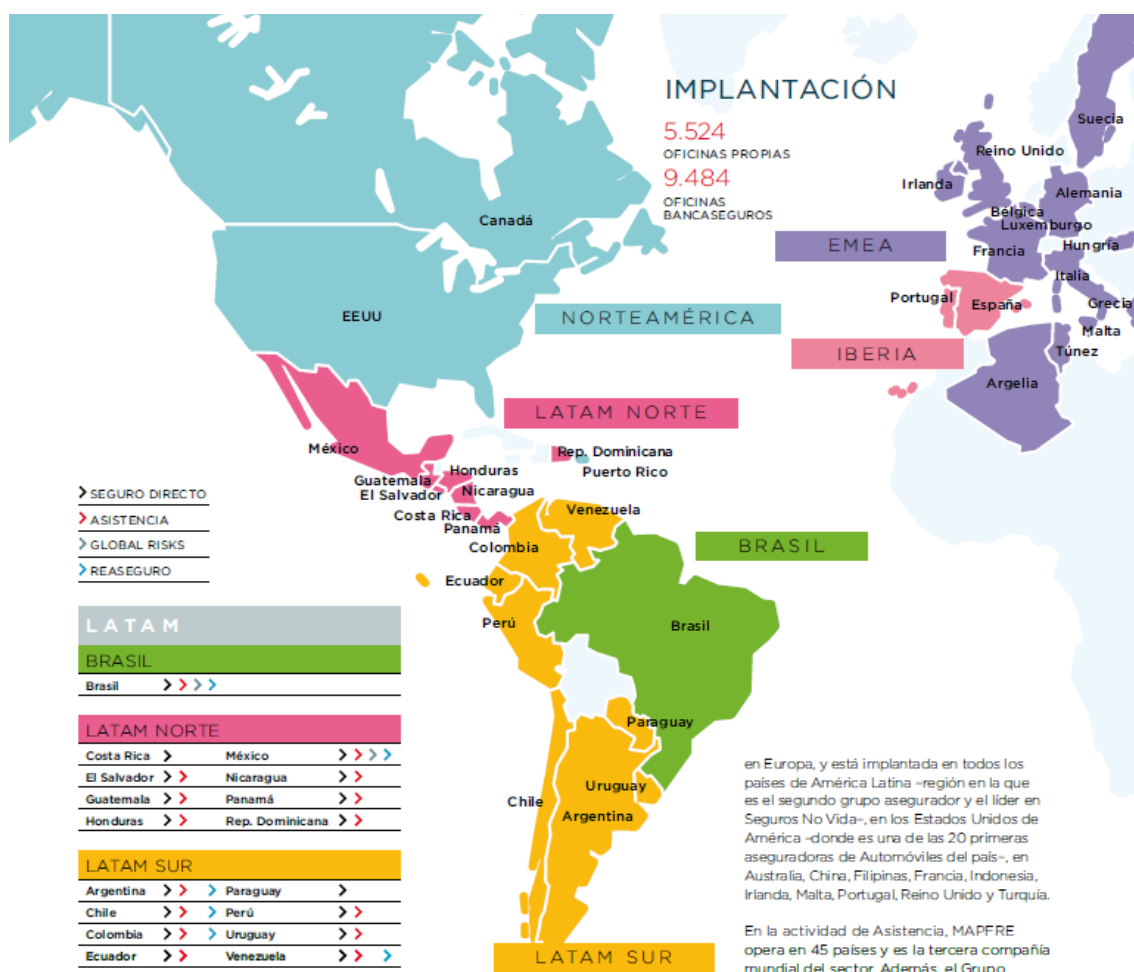 IMPLANTACIÓN
5.524
OFICINAS PROPIAS
9.484
OFICINAS
BANCASEGUROS
Suecia
Reino Unido
Irlanda
Alemania
Bélgica
Luxemburgo
Canadá
EMEA
Francia
Hungría
Italia
Portugal
España
Grecia
EEUU
NORTEAMÉRICA
Malta
IBERIA
Túnez
Argelia
LATAM NORTE
México
Rep. Dominicana
Puerto Rico
Honduras
Guatemala
El Salvador
Nicaragua
Costa Rica
Panamá
Venezuela
Colombia
BRASIL
Ecuador
Perú
Brasil
Paraguay
Uruguay
Chile
Argentina
LATAM SUR
SEGURO DIRECTO
ASISTENCIA
GLOBAL RISKS
REASEGURO
LATAM
BRASIL
Brasil
LATAM NORTE
Costa Rica México
El Salvador Nicaragua
Guatemala Panamá
Honduras Rep. Dominicana
LATAM SUR
Argentina Paraguay
Chile Perú
Colombia Uruguay
Ecuador Venezuela
en Europa, y está implantada en todos los
países de América Latina –región en la que
es el segundo grupo asegurador y el líder en
Seguros No Vida–, en los Estados Unidos de
América –donde es una de las 20 primeras
aseguradoras de Automóviles del país–, en
Australia, China, Filipinas, Francia, Indonesia,
Irlanda, Malta, Portugal, Reino Unido y Turquía.
En la actividad de Asistencia, MAPFRE
opera en 45 países y es la tercera compañía
mundial del sector. Además, el Grupo